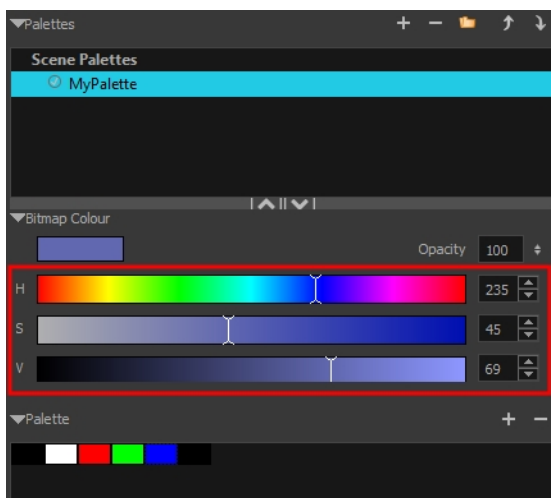 Palettes
Scene Palettes
MyPalette
Bitmap Colour
Opacity 100
H 235
S 45
V 69
Palette